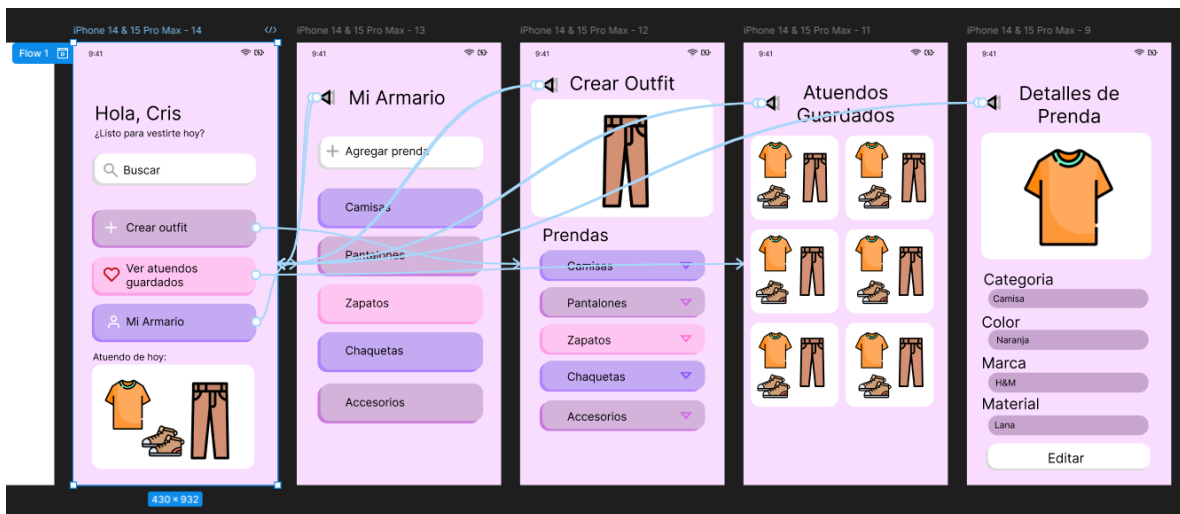 iPhone 14 & 15 Pro Max - 14
Flow 1
9:41
Hola, Cris
¿Listo para vestirte hoy?
Buscar
Crear outfit
Ver atuendos
guardados
Mi Armario
Atuendo de hoy:
430 × 932
iPhone 14 & 15 Pro Max - 13
9:41
Mi Armario
Agregar prenda
Camisas
Pantalones
Zapatos
Chaquetas
Accesorios
iPhone 14 & 15 Pro Max - 12
9:41
Crear Outfit
Prendas
Camisas
Pantalones
Zapatos
Chaquetas
Accesorios
iPhone 14 & 15 Pro Max - 11
9:41
Atuendos
Guardados
iPhone 14 & 15 Pro Max - 9
9:41
Detalles de
Prenda
Categoria
Camisa
Color
Naranja
Marca
H&M
Material
Lana
Editar